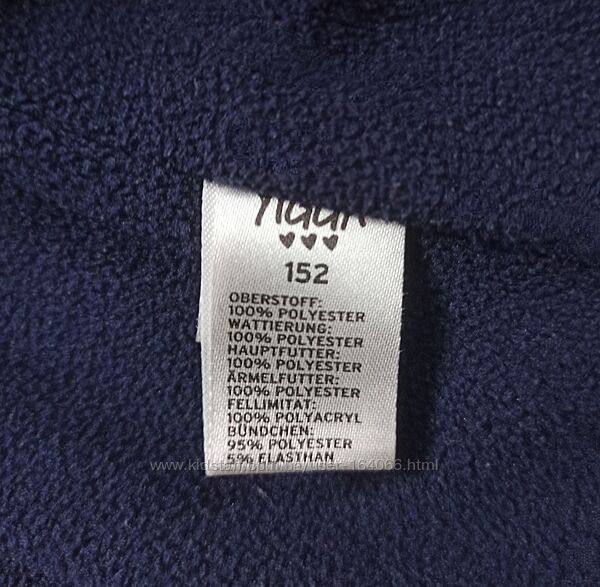 152
OBERSTOFF:
100% POLYESTER
WATTIERUNG:
100% POLYESTER
HAUPTFUTTER:
100% POLYESTER
ÄRMELFUTTER:
100% POLYESTER
FELLIMITAT:
100% POLYACRYL
BÜNDCHEN:
95% POLYESTER
5% ELASTHAN